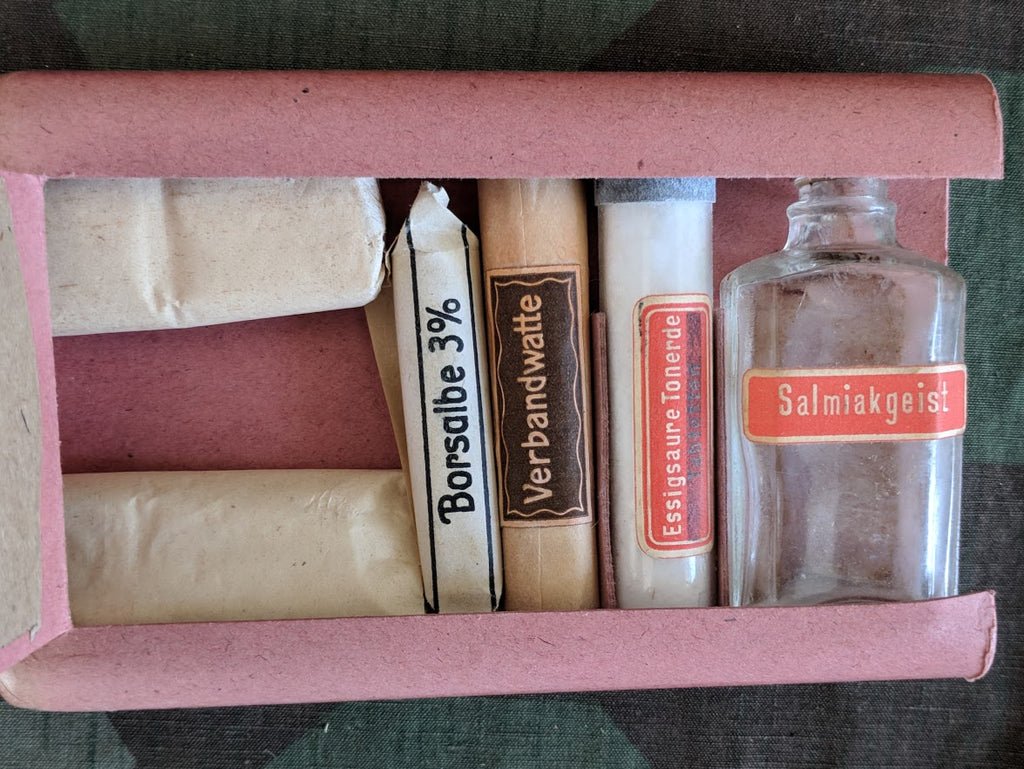 Borsalbe 3%
Verbandwatte
Essigsaure Tonerde
Salmiakgeist